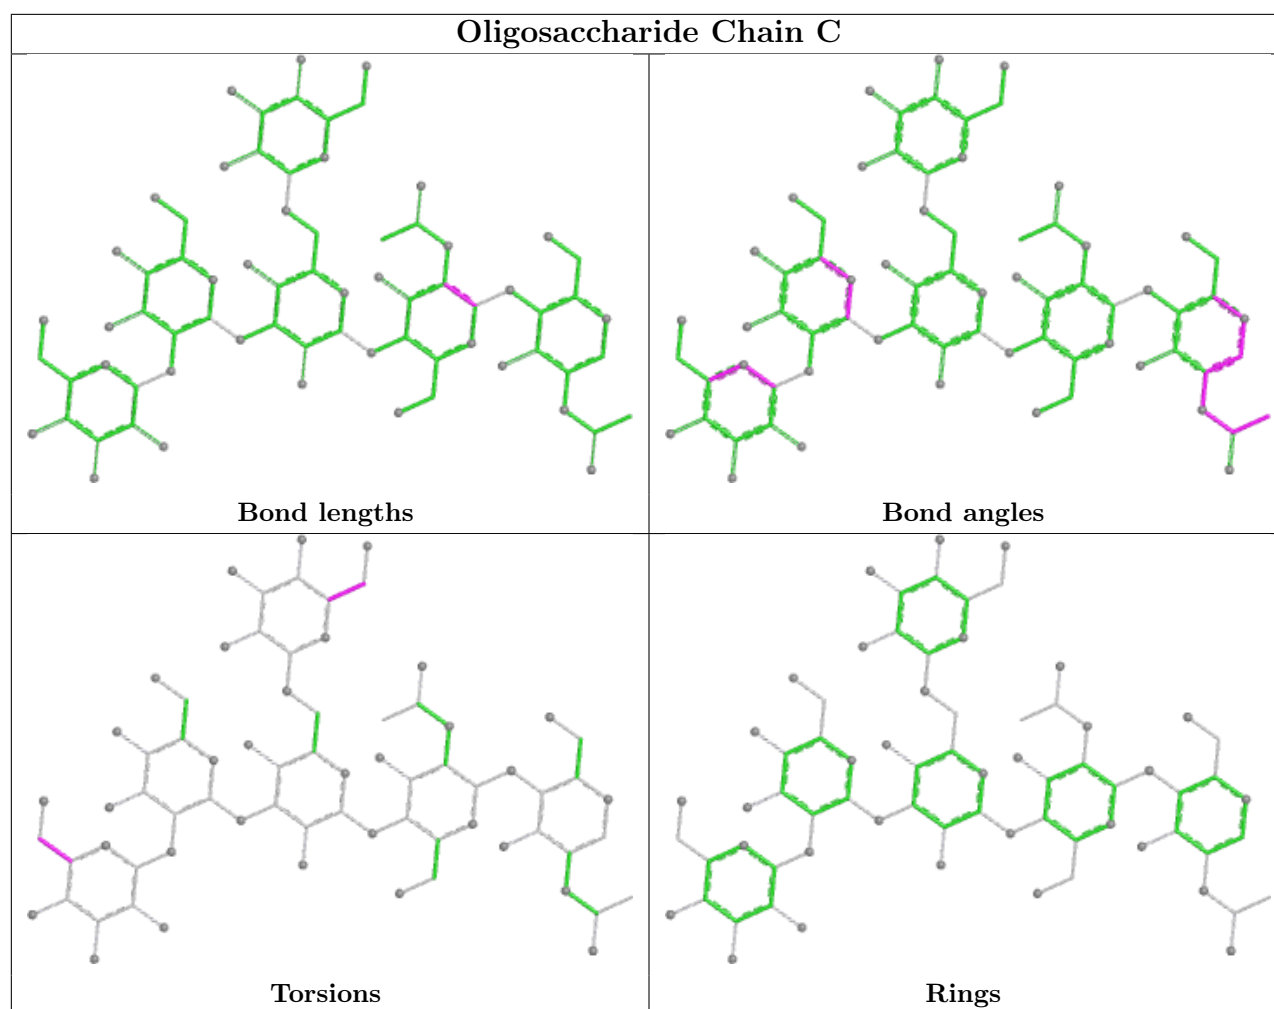 Oligosaccharide Chain C
Bond lengths
Bond angles
Torsions
Rings